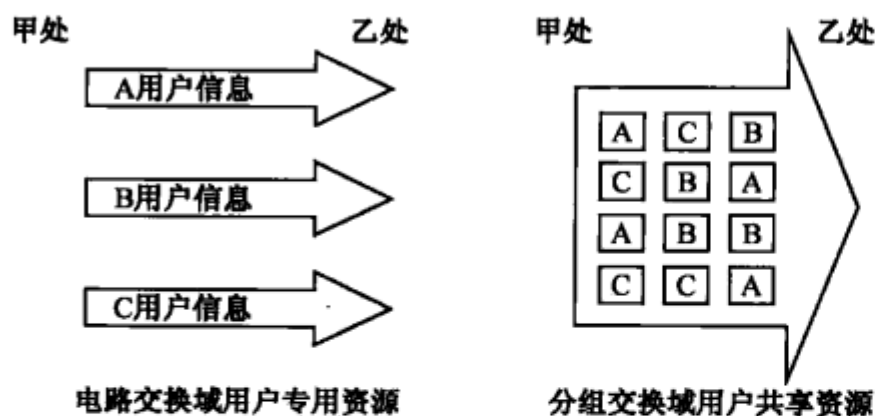 甲处 乙处
A用户信息
B用户信息
C用户信息
电路交换域用户专用资源
甲处 乙处
A C B
C B A
A B B
C C A
分组交换域用户共享资源